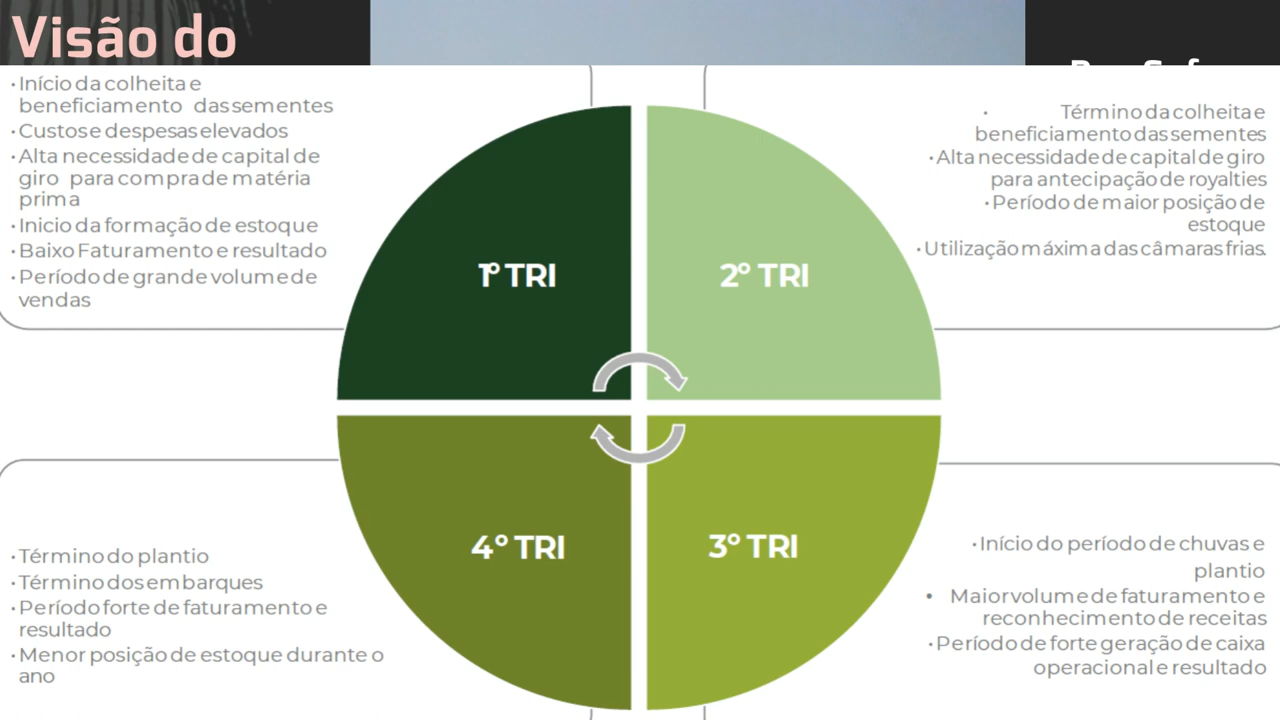 Visão do
• Início da colheita e
beneficiamento das sementes
• Custos e despesas elevados
• Alta necessidade de capital de
giro para compra de matéria
prima
• Inicio da formação de estoque
• Baixo Faturamento e resultado
• Período de grande volume de
vendas
• Término da colheita e
beneficiamento das sementes
• Alta necessidade de capital de giro
para antecipação de royalties
• Período de maior posição de
estoque
• Utilização máxima das câmaras frias.
1º TRI
2º TRI
4º TRI
3º TRI
• Término do plantio
• Término dos embarques
• Período forte de faturamento e
resultado
• Menor posição de estoque durante o
ano
• Início do período de chuvas e
plantio
• Maior volume de faturamento e
reconhecimento de receitas
• Período de forte geração de caixa
operacional e resultado